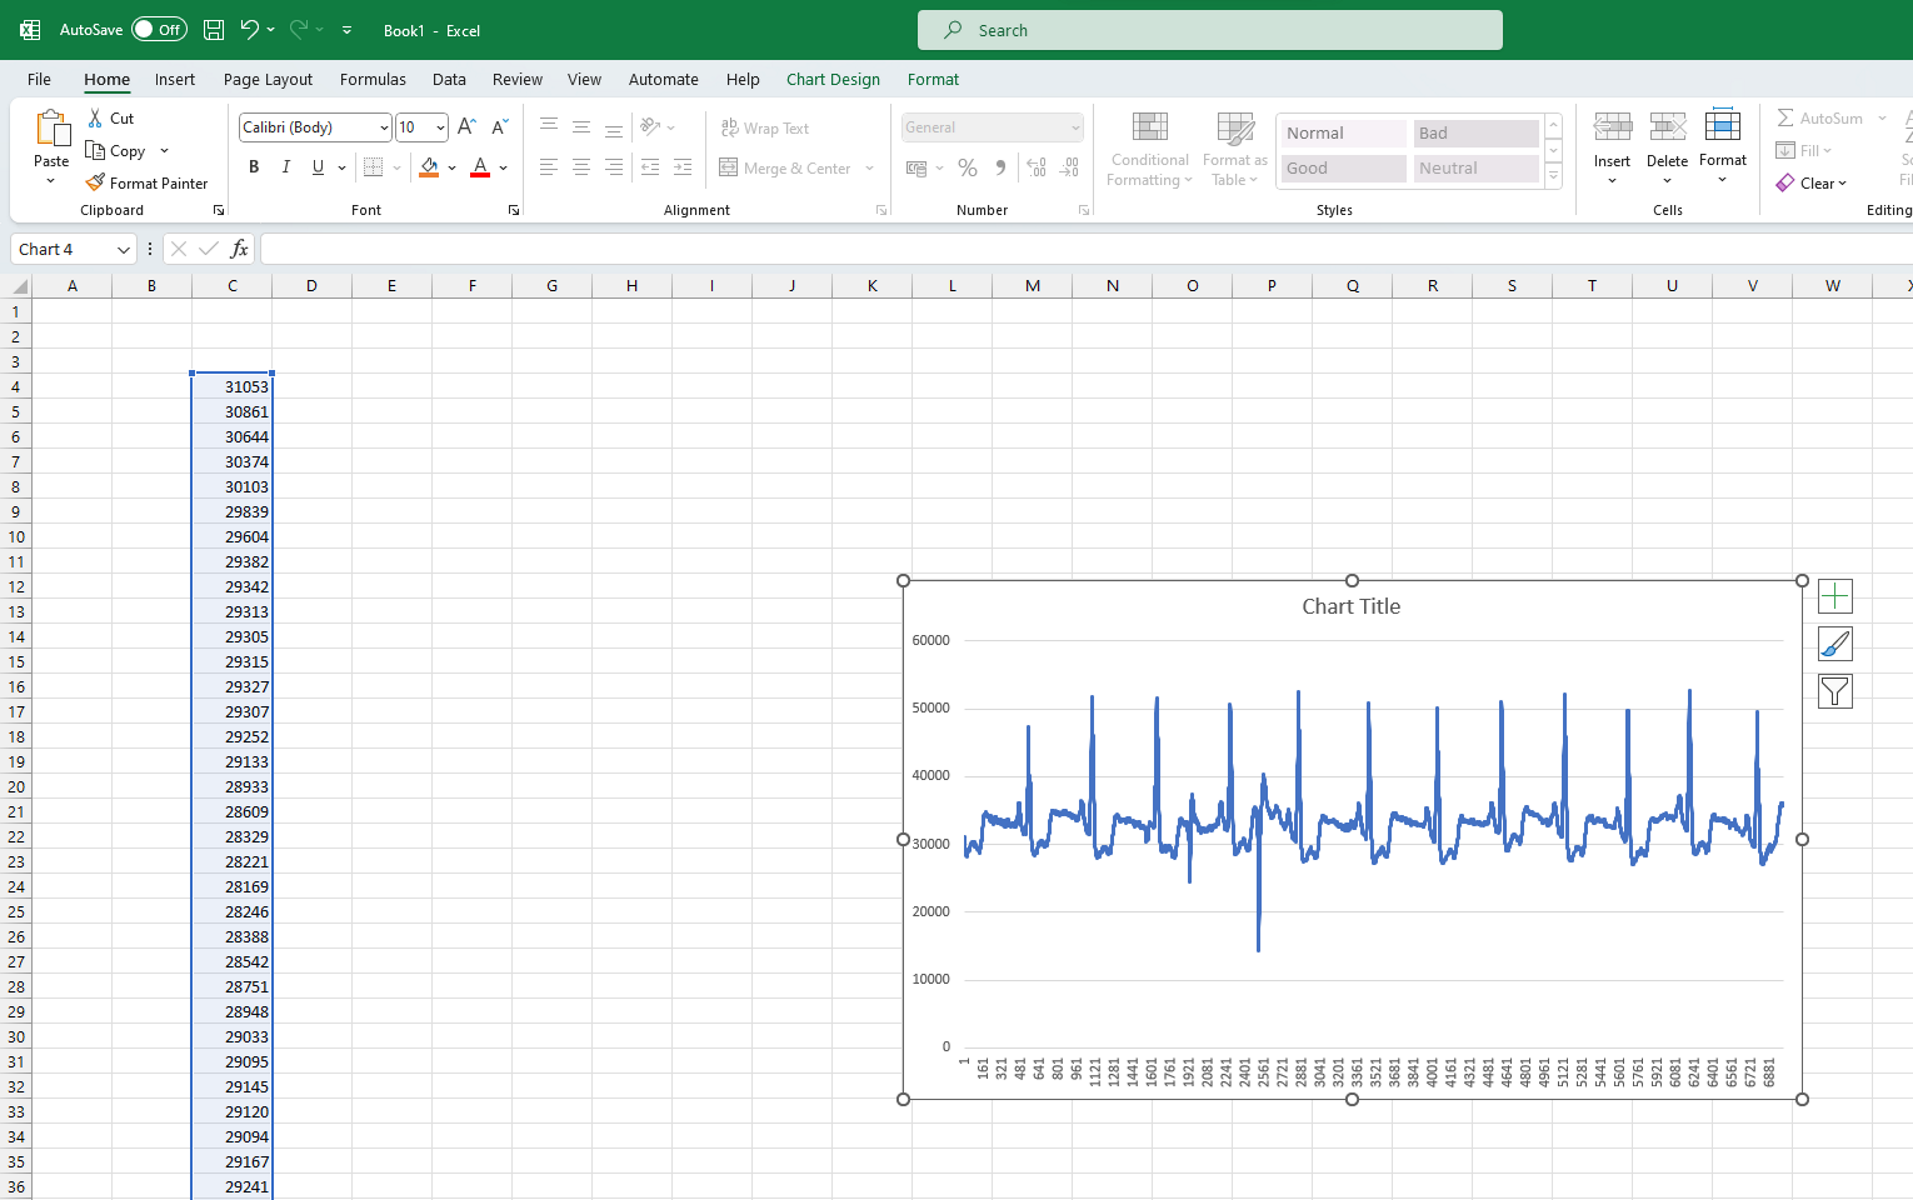 AutoSave Off Book1 - Excel Search
File Home Insert Page Layout Formulas Data Review View Automate Help Chart Design Format
Paste Cut Copy Format Painter
Clipboard
Calibri (Body) 10
B I U A
Font
ab Wrap Text
Merge & Center
Alignment
General
%
Number
Conditional Formatting Format as Table
Normal Bad
Good Neutral
Styles
Insert Delete Format
Cells
AutoSum
Fill
Clear
Editing
Chart 4 fx
A B C D E F G H I J K L M N O P Q R S T U V W
1
2
3
4 31053
5 30861
6 30644
7 30374
8 30103
9 29839
10 29604
11 29382
12 29342
13 29313
14 29305
15 29315
16 29327
17 29307
18 29252
19 29133
20 28933
21 28609
22 28329
23 28221
24 28169
25 28246
26 28388
27 28542
28 28751
29 28948
30 29033
31 29095
32 29145
33 29120
34 29094
35 29167
36 29241
Chart Title
60000
50000
40000
30000
20000
10000
0
1 161 321 481 641 801 961 1121 1281 1441 1601 1761 1921 2081 2241 2401 2561 2721 2881 3041 3201 3361 3521 3681 3841 4001 4161 4321 4481 4641 4801 4961 5121 5281 5441 5601 5761 5921 6081 6241 6401 6561 6721 6881